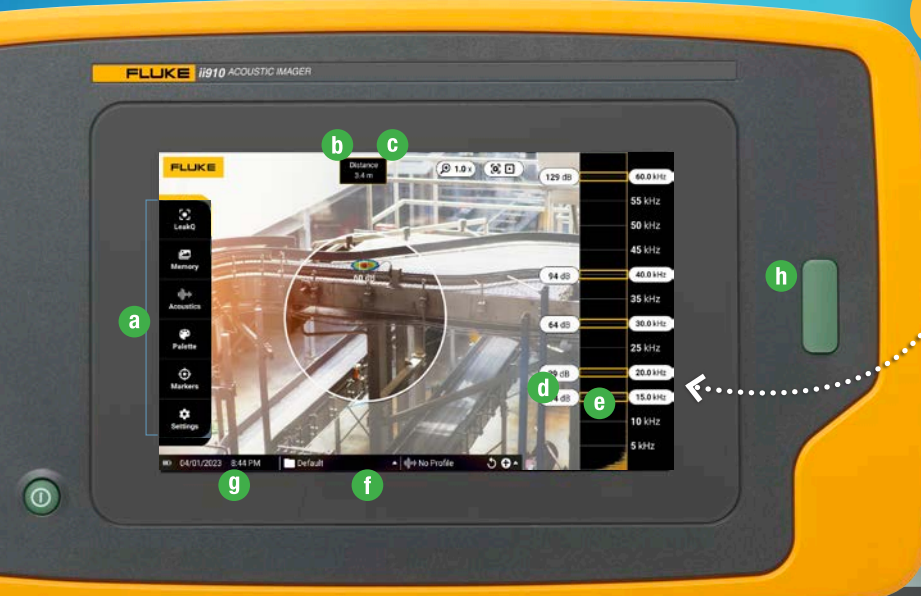 FLUKE ii910 ACOUSTIC IMAGER
b
c
FLUKE
Distance
3.4 m
1.0 x
129 dB
60.0 kHz
55 kHz
50 kHz
45 kHz
LeakQ
Memory
Acoustics
Palette
Markers
Settings
a
60 dB
94 dB
40.0 kHz
35 kHz
64 dB
30.0 kHz
25 kHz
20.0 kHz
15.0 kHz
10 kHz
5 kHz
d
e
h
04/01/2023 8:44 PM
Default
No Profile
g
f